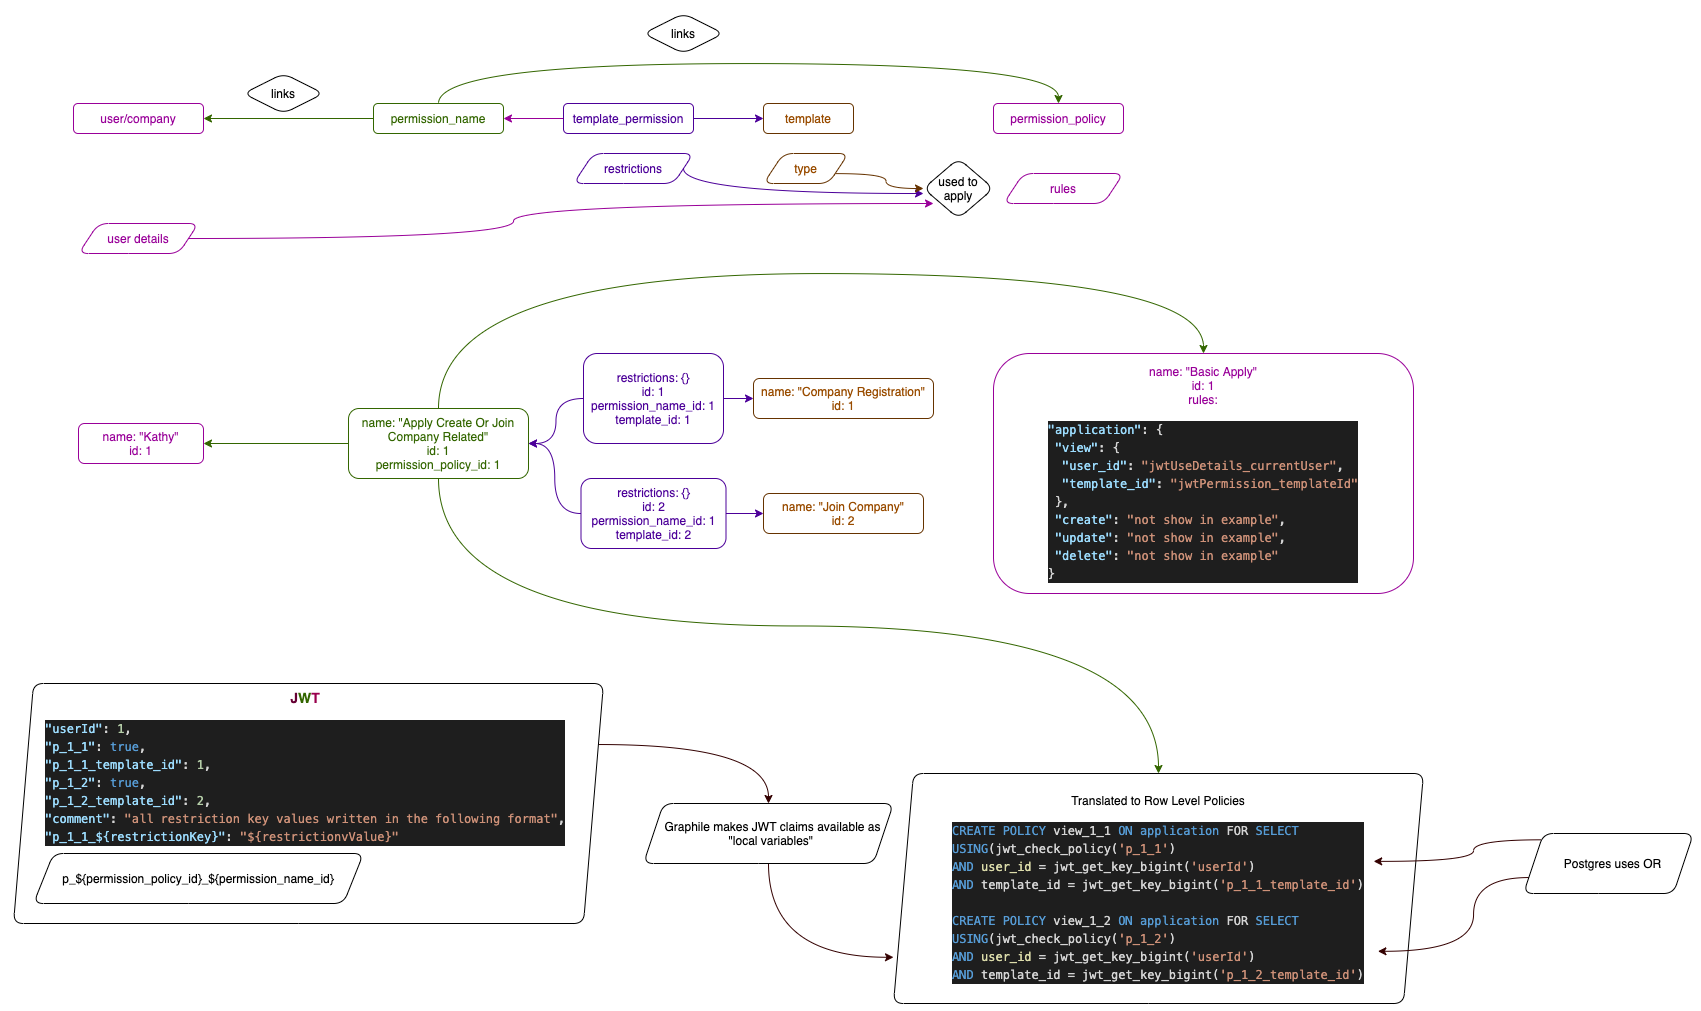 links
links
user/company
permission_name
template_permission
template
permission_policy
restrictions
type
used to
apply
rules
user details
name: "Kathy"
id: 1
name: "Apply Create Or Join
Company Related"
id: 1
permission_policy_id: 1
restrictions: {}
id: 1
permission_name_id: 1
template_id: 1
name: "Company Registration"
id: 1
restrictions: {}
id: 2
permission_name_id: 1
template_id: 2
name: "Join Company"
id: 2
name: "Basic Apply"
id: 1
rules:
"application": {
"view": {
"user_id": "jwtUseDetails_currentUser",
"template_id": "jwtPermission_templateId"
},
"create": "not show in example",
"update": "not show in example",
"delete": "not show in example"
}
JWT
"userId": 1,
"p_1_1": true,
"p_1_1_template_id": 1,
"p_1_2": true,
"p_1_2_template_id": 2,
"comment": "all restriction key values written in the following format",
"p_1_1_${restrictionKey}": "${restrictionvValue}"
p_${permission_policy_id}_${permission_name_id}
Graphile makes JWT claims available as
"local variables"
Translated to Row Level Policies
CREATE POLICY view_1_1 ON application FOR SELECT
USING(jwt_check_policy('p_1_1')
AND user_id = jwt_get_key_bigint('userId')
AND template_id = jwt_get_key_bigint('p_1_1_template_id')
CREATE POLICY view_1_2 ON application FOR SELECT
USING(jwt_check_policy('p_1_2')
AND user_id = jwt_get_key_bigint('userId')
AND template_id = jwt_get_key_bigint('p_1_2_template_id')
Postgres uses OR